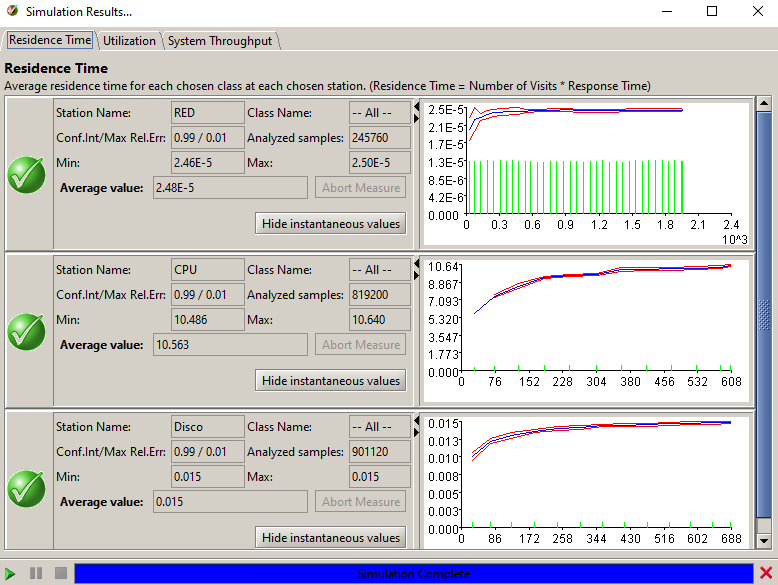 Simulation Results...
Residence Time Utilization System Throughput
Residence Time
Average residence time for each chosen class at each chosen station. (Residence Time = Number of Visits * Response Time)
Station Name: RED Class Name: -- All --
Conf.Int/Max Rel.Err: 0.99 / 0.01 Analyzed samples: 245760
Min: 2.46E-5 Max: 2.50E-5
Average value: 2.48E-5 Abort Measure
Hide instantaneous values
2.5E-5
2.1E-5
1.7E-5
1.3E-5
8.5E-6
4.2E-6
0.000
0 0.3 0.6 0.9 1.2 1.5 1.8 2.1 2.4
10^3
Station Name: CPU Class Name: -- All --
Conf.Int/Max Rel.Err: 0.99 / 0.01 Analyzed samples: 819200
Min: 10.486 Max: 10.640
Average value: 10.563 Abort Measure
Hide instantaneous values
10.64
8.867
7.093
5.320
3.547
1.773
0.000
0 76 152 228 304 380 456 532 608
Station Name: Disco Class Name: -- All --
Conf.Int/Max Rel.Err: 0.99 / 0.01 Analyzed samples: 901120
Min: 0.015 Max: 0.015
Average value: 0.015 Abort Measure
Hide instantaneous values
0.015
0.013
0.010
0.008
0.005
0.003
0.000
0 86 172 258 344 430 516 602 688
Simulation Complete